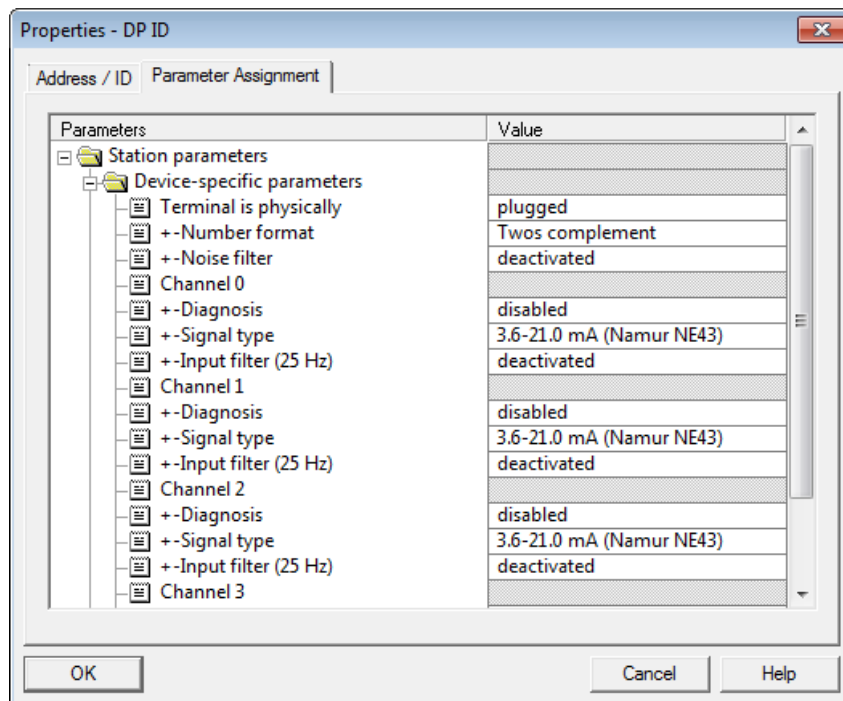 Properties - DP ID
Address / ID Parameter Assignment
Parameters Value
Station parameters
Device-specific parameters
Terminal is physically plugged
+-Number format Twos complement
+-Noise filter deactivated
Channel 0
+-Diagnosis disabled
+-Signal type 3.6-21.0 mA (Namur NE43)
+-Input filter (25 Hz) deactivated
Channel 1
+-Diagnosis disabled
+-Signal type 3.6-21.0 mA (Namur NE43)
+-Input filter (25 Hz) deactivated
Channel 2
+-Diagnosis disabled
+-Signal type 3.6-21.0 mA (Namur NE43)
+-Input filter (25 Hz) deactivated
Channel 3
OK Cancel Help